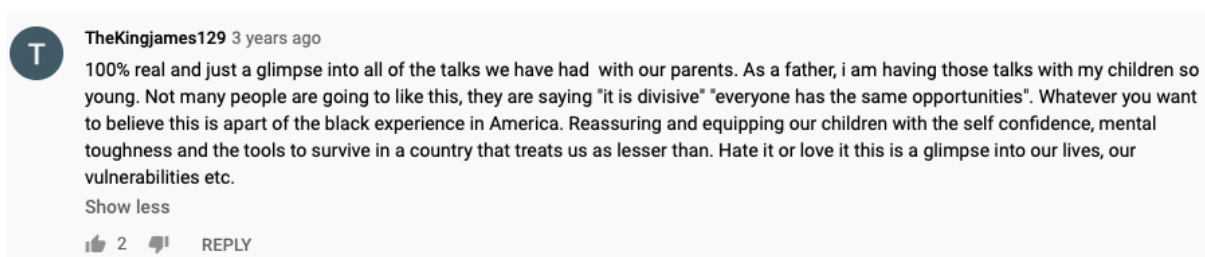 T
TheKingjames129 3 years ago
100% real and just a glimpse into all of the talks we have had  with our parents. As a father, i am having those talks with my children so
young. Not many people are going to like this, they are saying "it is divisive" "everyone has the same opportunities". Whatever you want
to believe this is apart of the black experience in America. Reassuring and equipping our children with the self confidence, mental
toughness and the tools to survive in a country that treats us as lesser than. Hate it or love it this is a glimpse into our lives, our
vulnerabilities etc.
Show less
2 REPLY